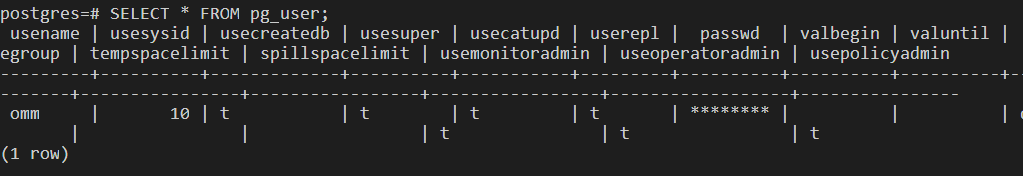 postgres=# SELECT * FROM pg_user;
 usename | usesysid | usecreatedb | usesuper | usecatupd | userepl |  passwd  | valbegin | valuntil |
egroup | tempspacelimit | spillspacelimit | usemonitoradmin | useoperatoradmin | usepolicyadmin
---------+----------+-------------+----------+-----------+---------+----------+----------+----------+--
-------+----------------+-----------------+-----------------+------------------+----------------
 omm     |       10 | t           | t        | t         | t       | ******** |          |          |
       |                |                 | t               | t                | t
(1 row)